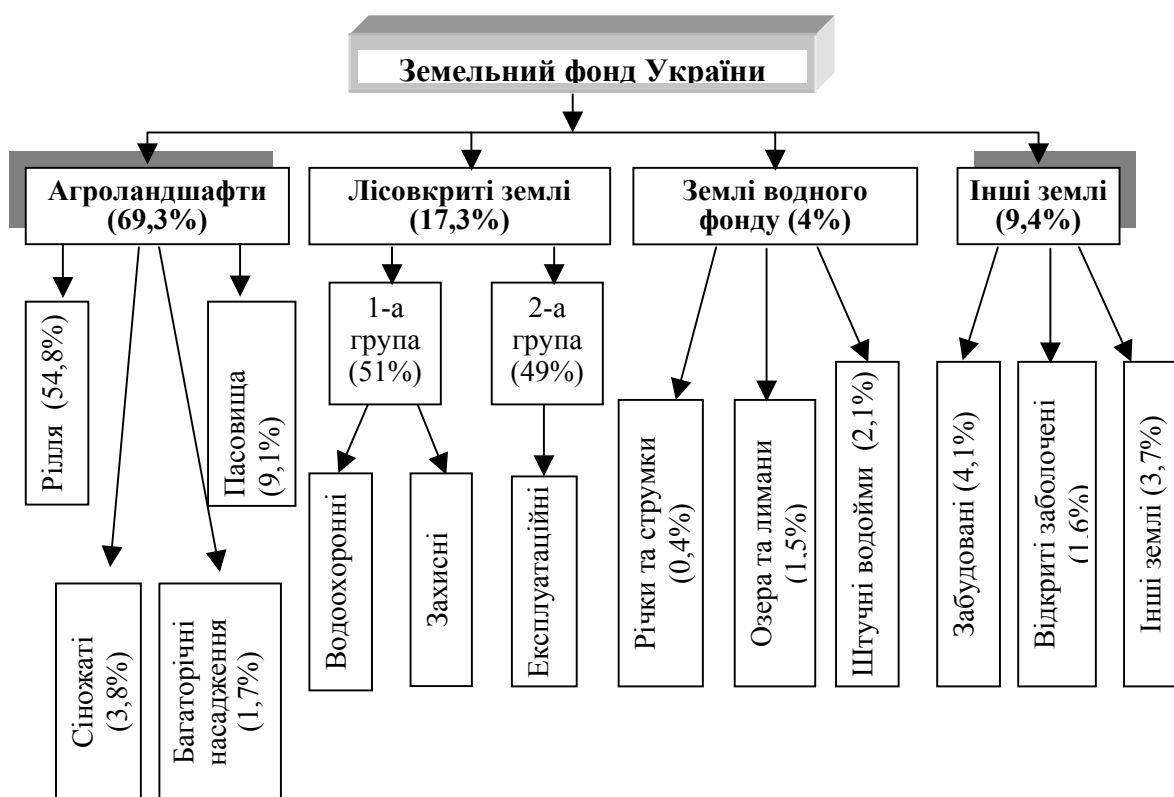 Земельний фонд України
Агроландшафти
(69,3%)
Лісовкриті землі
(17,3%)
Землі водного
фонду (4%)
Інші землі
(9,4%)
Рілля (54,8%)
Пасовища
(9,1%)
1-а
група
(51%)
2-а
група
(49%)
Водоохоронні
Захисні
Експлуатаційні
Річки та струмки
(0,4%)
Озера та лимани
(1.5%)
Штучні водойми (2,1%)
Забудовані (4,1%)
Відкриті заболочені
(1.6%)
Інші землі (3,7%)
Сіножаті
(3,8%)
Багаторічні
насадження
(1,7%)